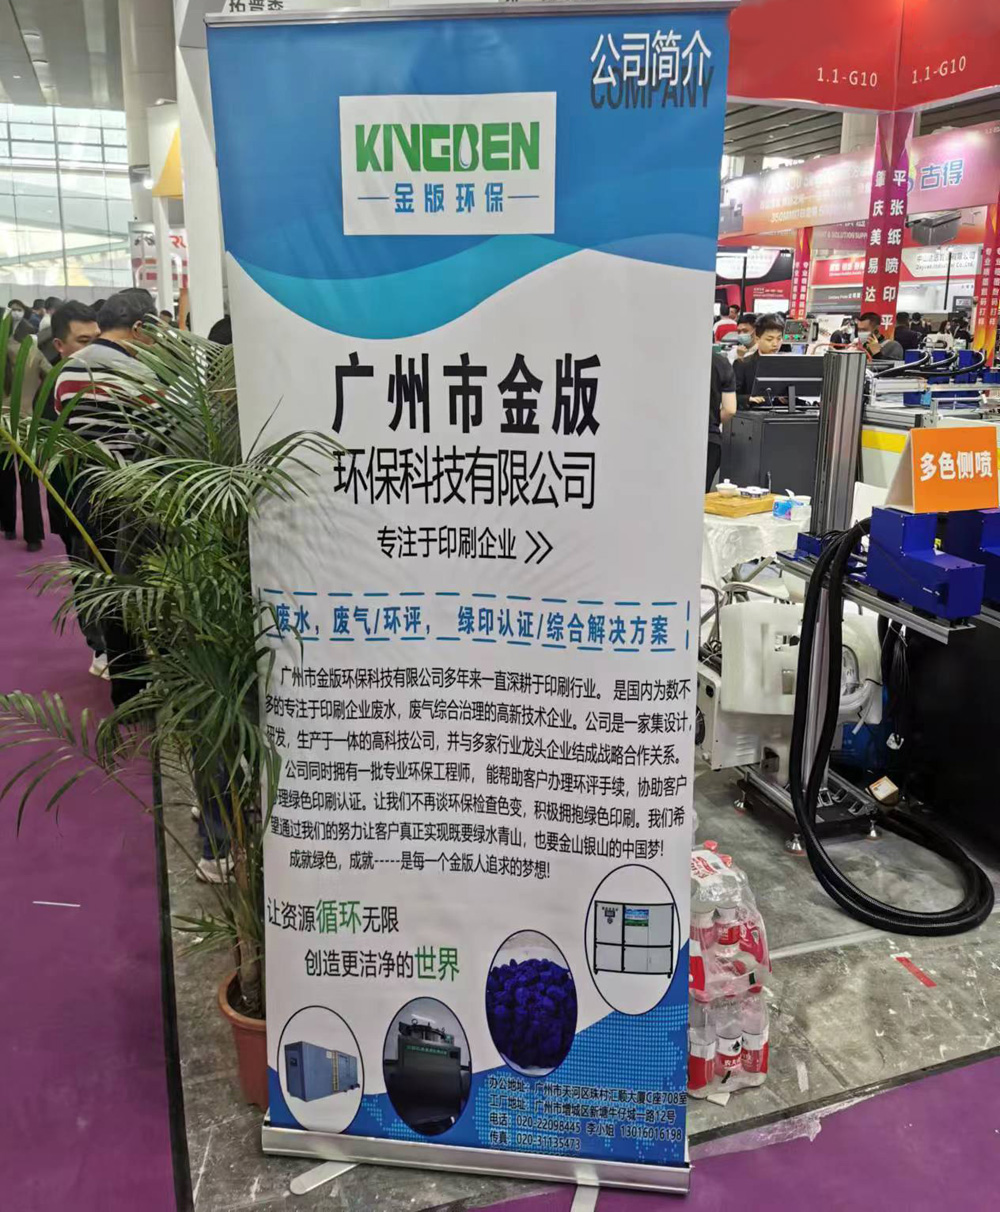 公司简介
COMPANY
KINGBEN
金版环保
广州市金版
环保科技有限公司
专注于印刷企业 >>
废水，废气/环评， 绿印认证/综合解决方案
广州市金版环保科技有限公司多年来一直深耕于印刷行业。是国内为数不
多的专注于印刷企业废水，废气综合治理的高新技术企业。公司是一家集设计，
研发，生产于一体的高科技公司，并与多家行业龙头企业结成战略合作关系。
公司同时拥有一批专业环保工程师，能帮助客户办理环评手续，协助客户
理绿色印刷认证。让我们不再谈环保检查色变，积极拥抱绿色印刷。我们希
望通过我们的努力让客户真正实现既要绿水青山，也要金山银山的中国梦！
成就绿色，成就-----是每一个金版人追求的梦想！
让资源循环无限
创造更洁净的世界
办公地址：广州市天河区珠村汇顺大厦C座708室
工厂地址：广州市增城区新塘牛仔城一路12号
电话：020-22098445 李小姐 13016016198
传真：020-31135473
1.1-G10
1.1-G10
古得
肇庆美易达
平张纸喷印平
多色侧喷